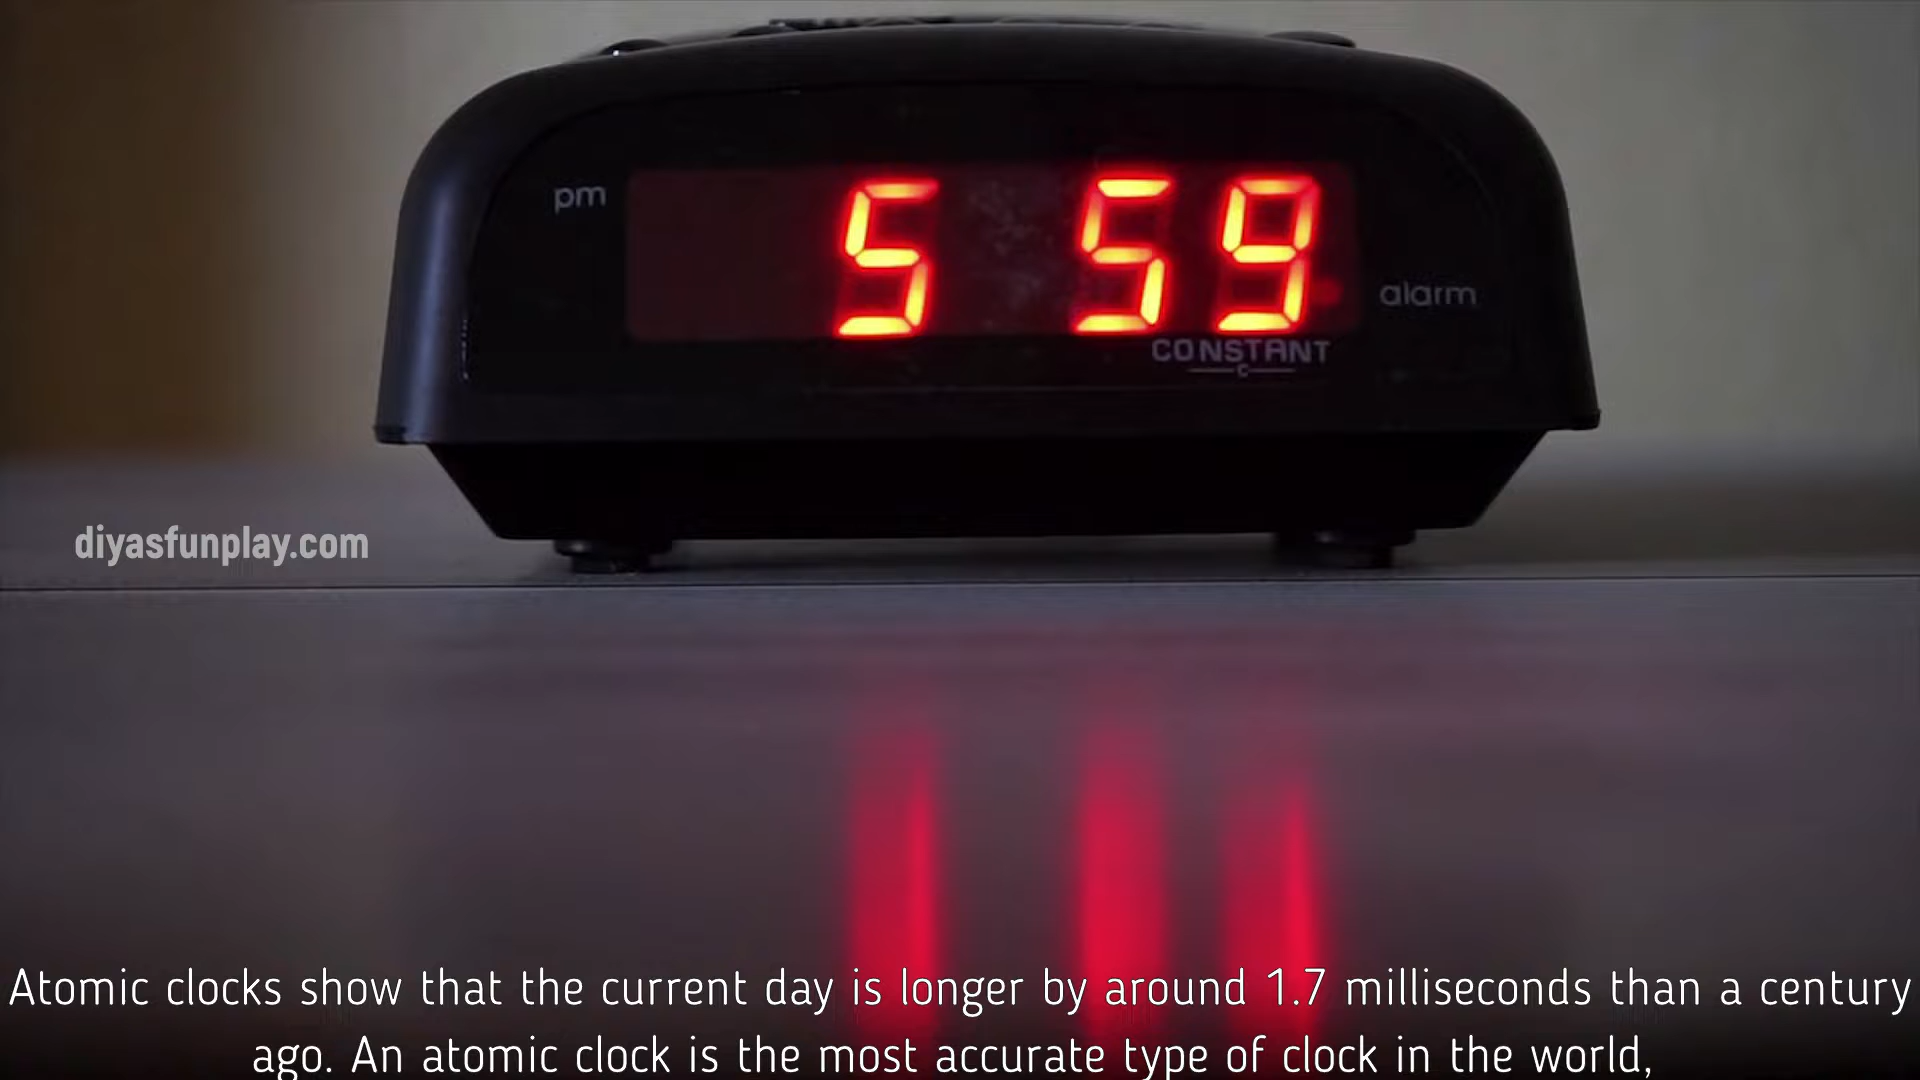 pm
5 59
alarm
CONSTANT
C
diyasfunplay.com
Atomic clocks show that the current day is longer by around 1.7 milliseconds than a century
ago. An atomic clock is the most accurate type of clock in the world,